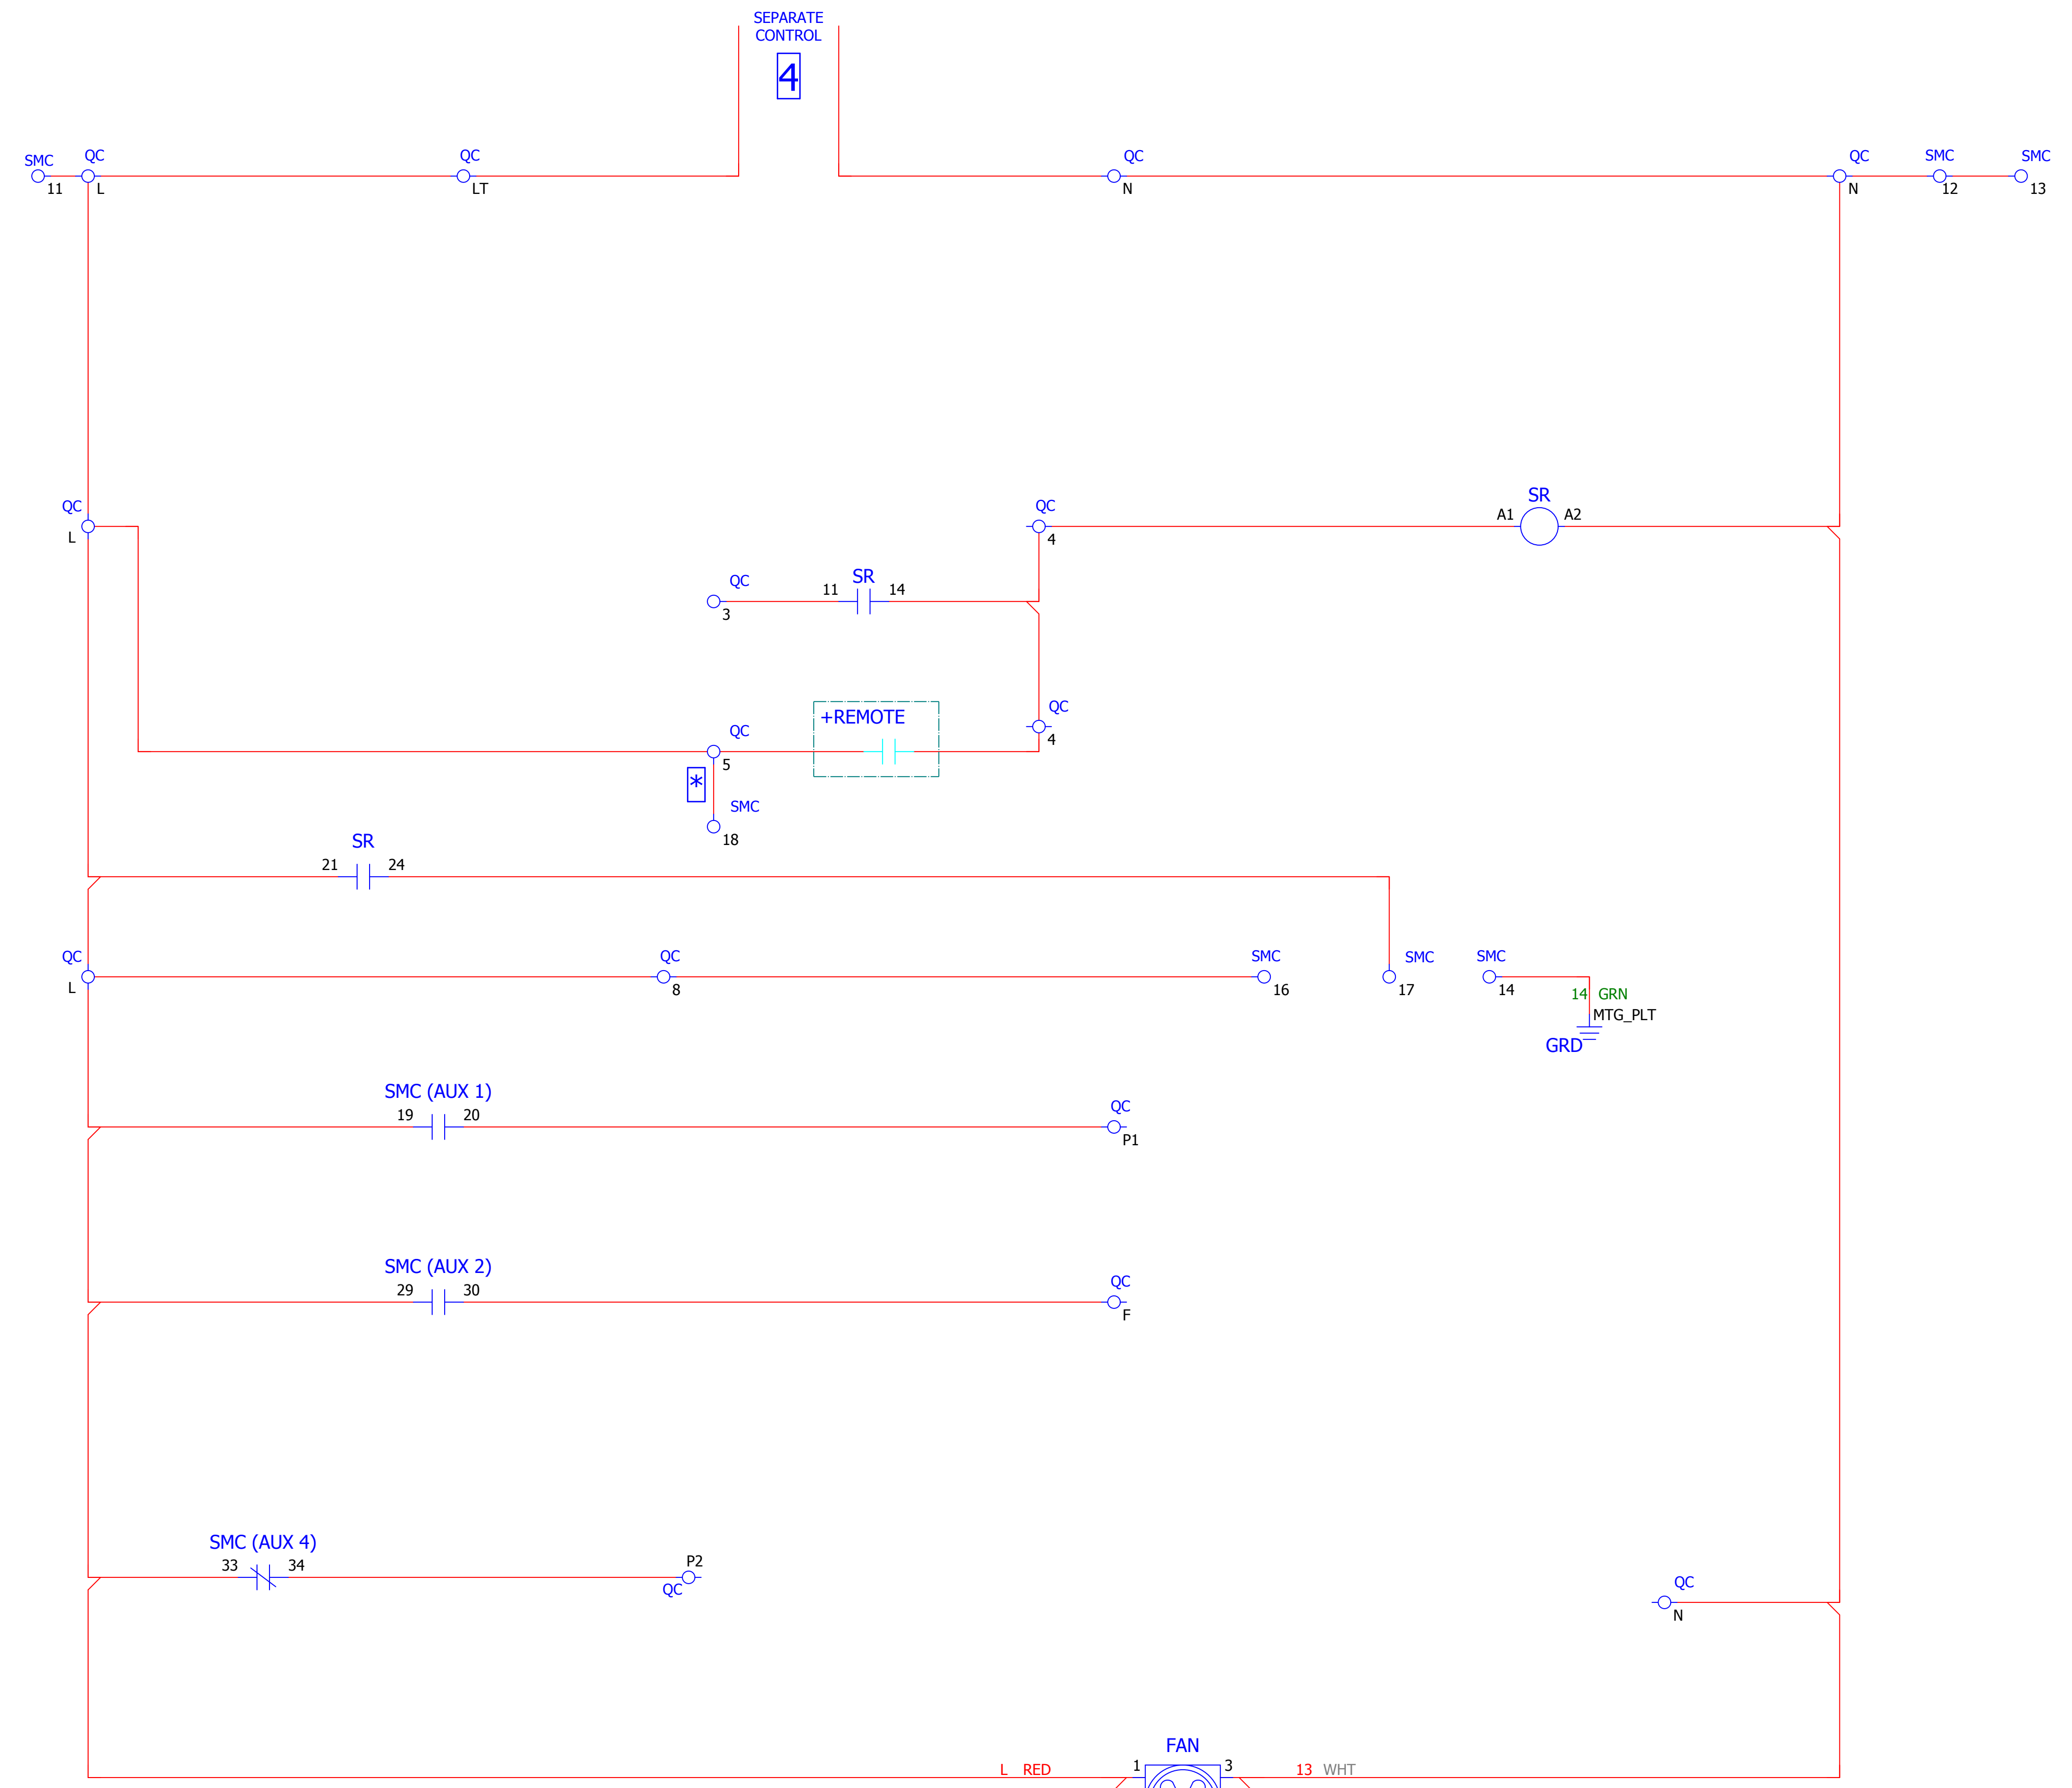 SEPARATE
CONTROL
4
SMC
QC
QC
QC
QC
SMC
SMC
11
L
LT
N
N
12
13
QC
L
QC
4
SR
A1
A2
QC
3
11
SR
14
QC
5
+REMOTE
QC
4
*
SMC
18
SR
21
24
QC
L
QC
8
SMC
16
SMC
17
SMC
14
14 GRN
MTG_PLT
GRD
SMC (AUX 1)
19
20
QC
P1
SMC (AUX 2)
29
30
QC
F
SMC (AUX 4)
33
34
P2
QC
QC
N
FAN
L RED
1
3
13 WHT